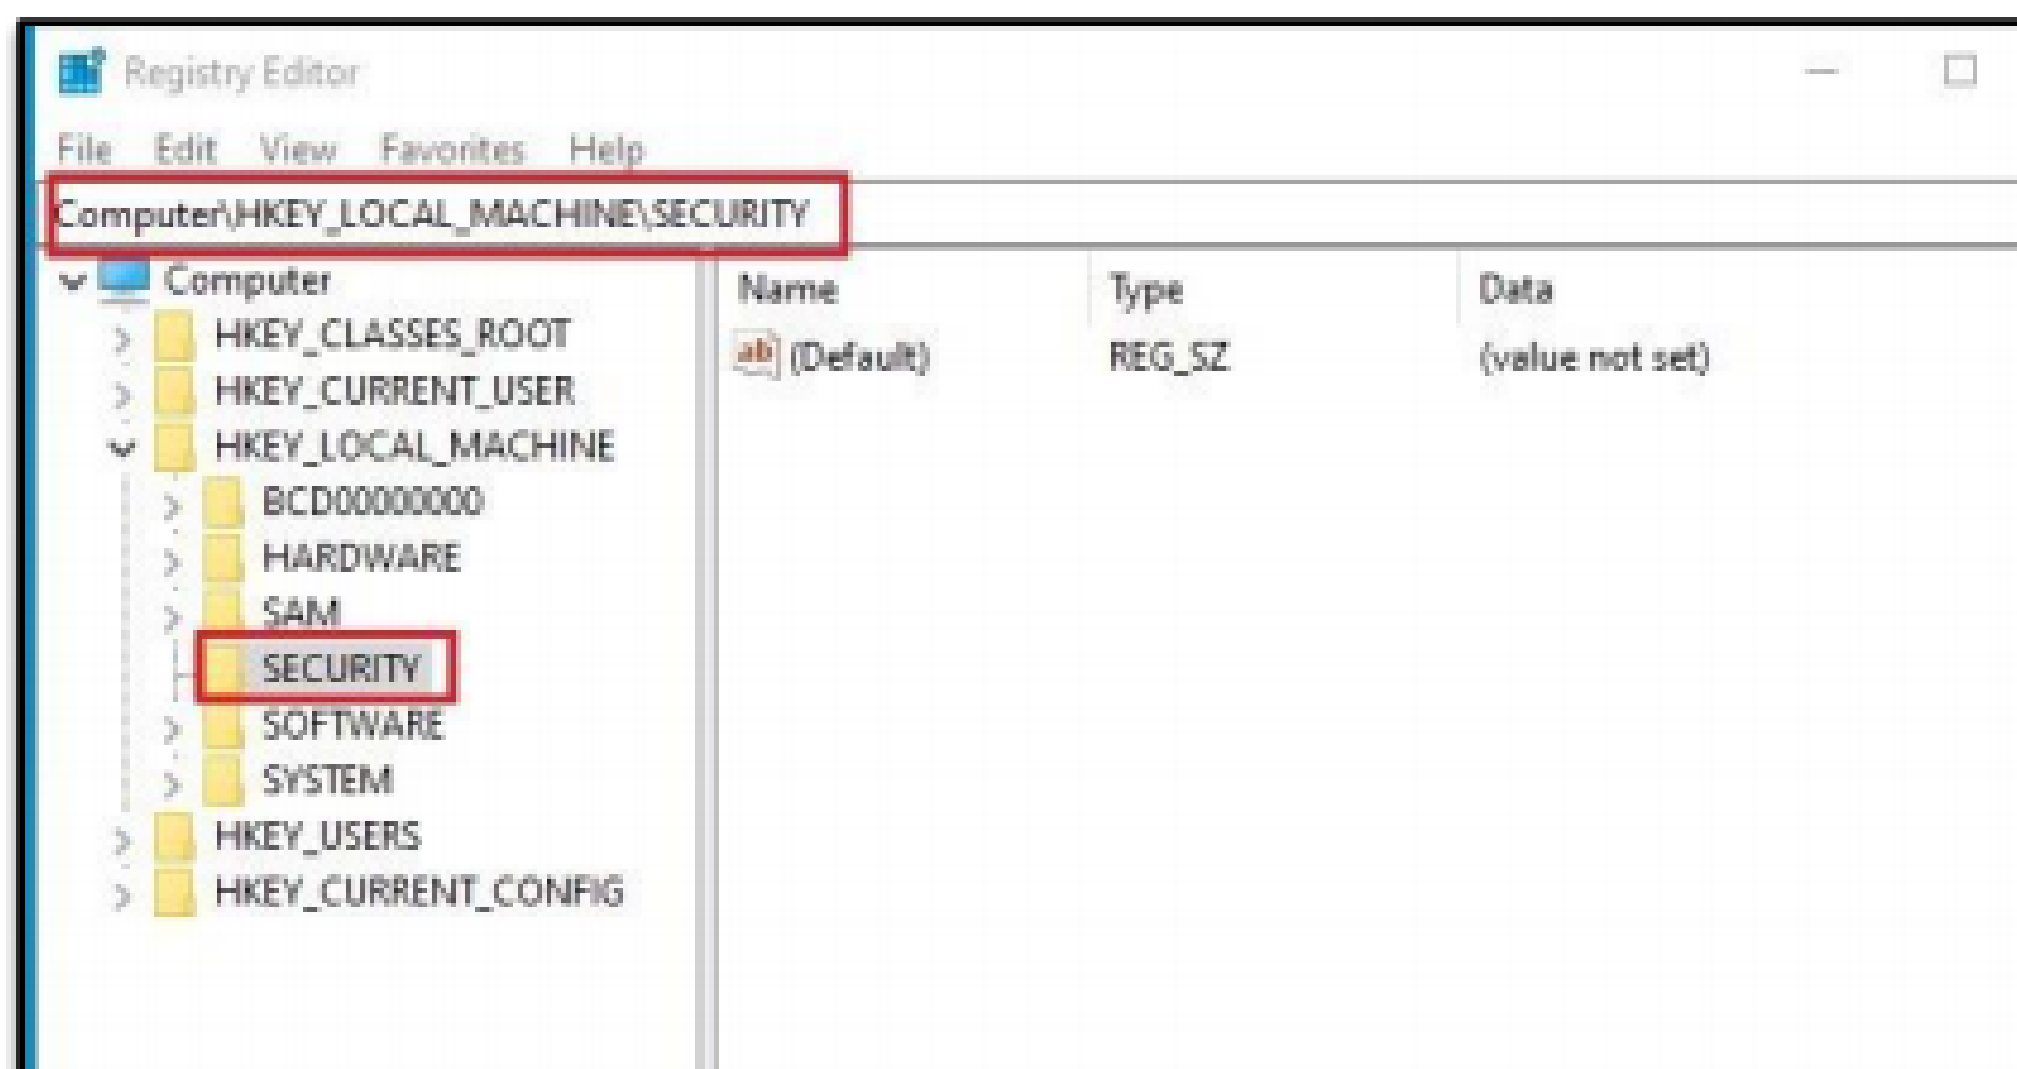 Registry Editor
File Edit View Favorites Help
Computer\HKEY_LOCAL_MACHINE\SECURITY
Computer
HKEY_CLASSES_ROOT
HKEY_CURRENT_USER
HKEY_LOCAL_MACHINE
BCD00000000
HARDWARE
SAM
SECURITY
SOFTWARE
SYSTEM
HKEY_USERS
HKEY_CURRENT_CONFIG
Name Type Data
ab (Default) REG_SZ (value not set)